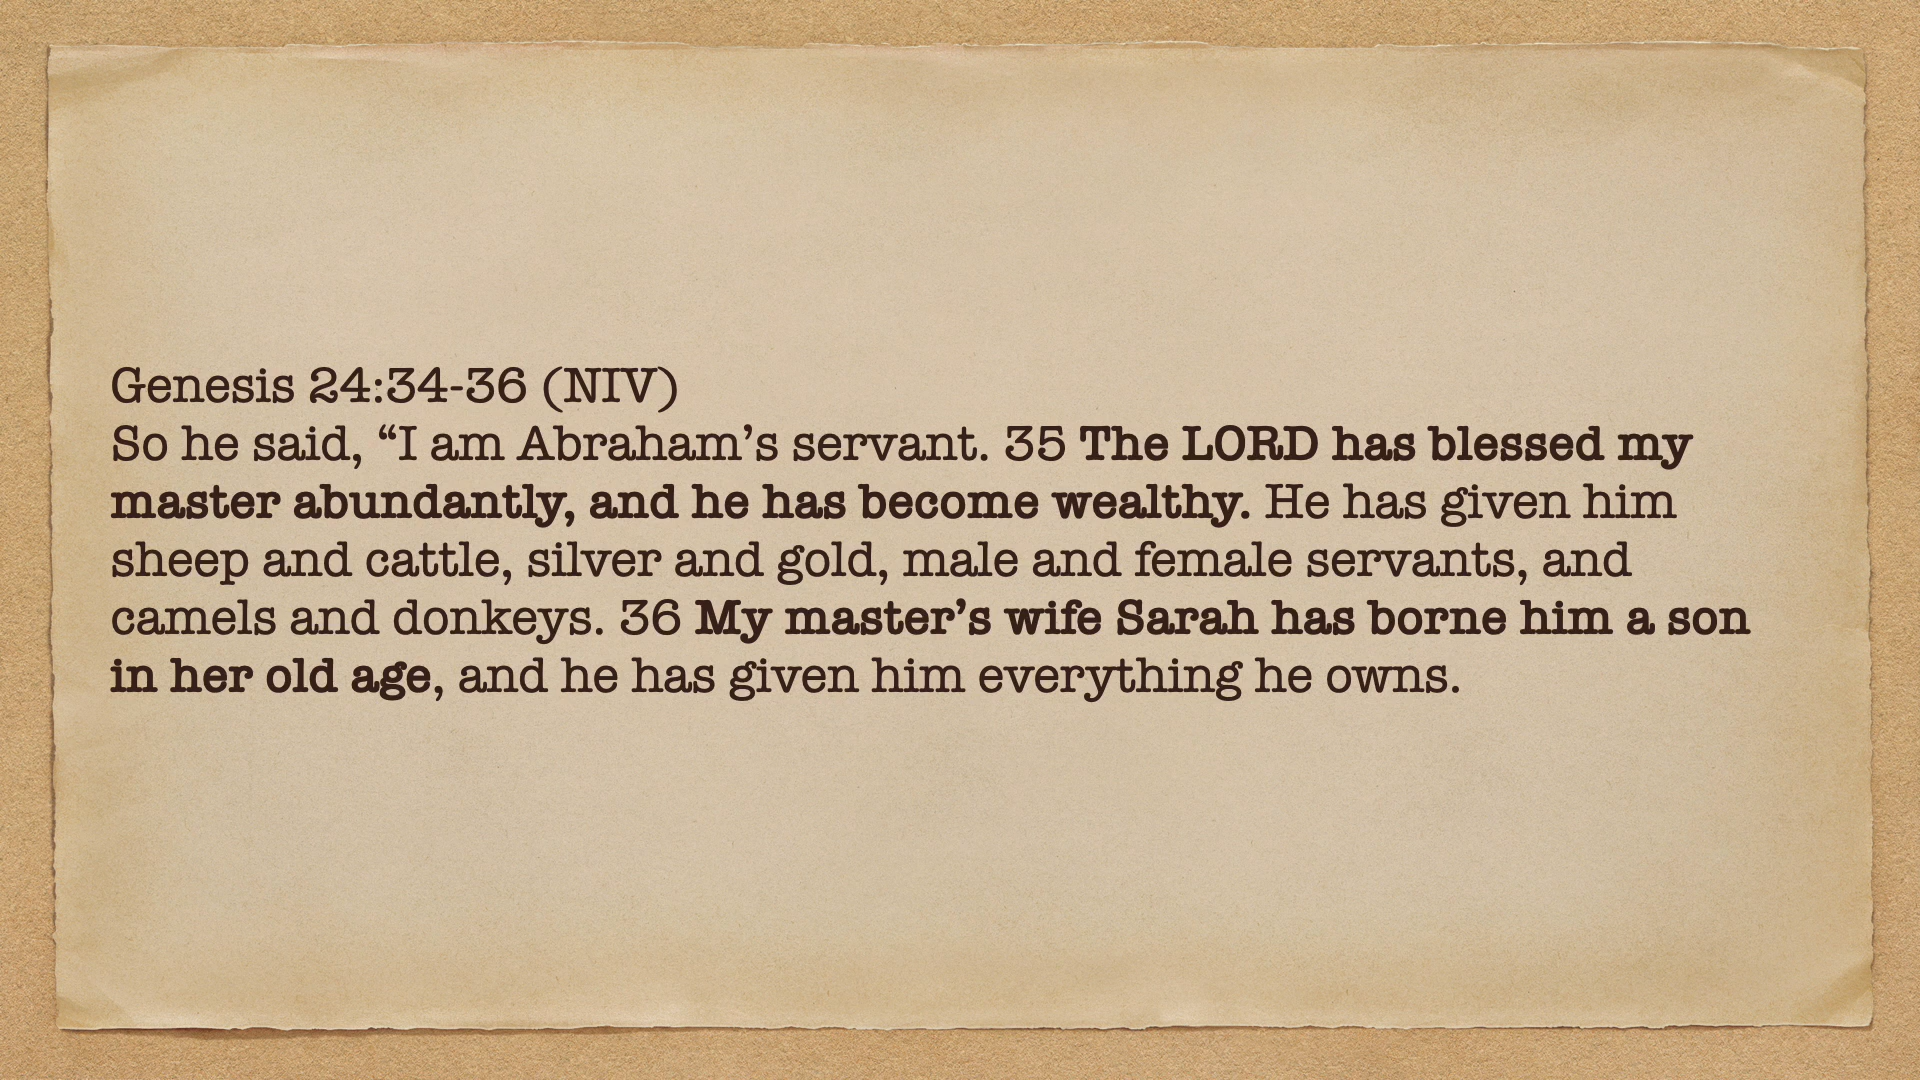 Genesis 24:34-36 (NIV)
So he said, “I am Abraham’s servant. 35 The LORD has blessed my
master abundantly, and he has become wealthy. He has given him
sheep and cattle, silver and gold, male and female servants, and
camels and donkeys. 36 My master’s wife Sarah has borne him a son
in her old age, and he has given him everything he owns.